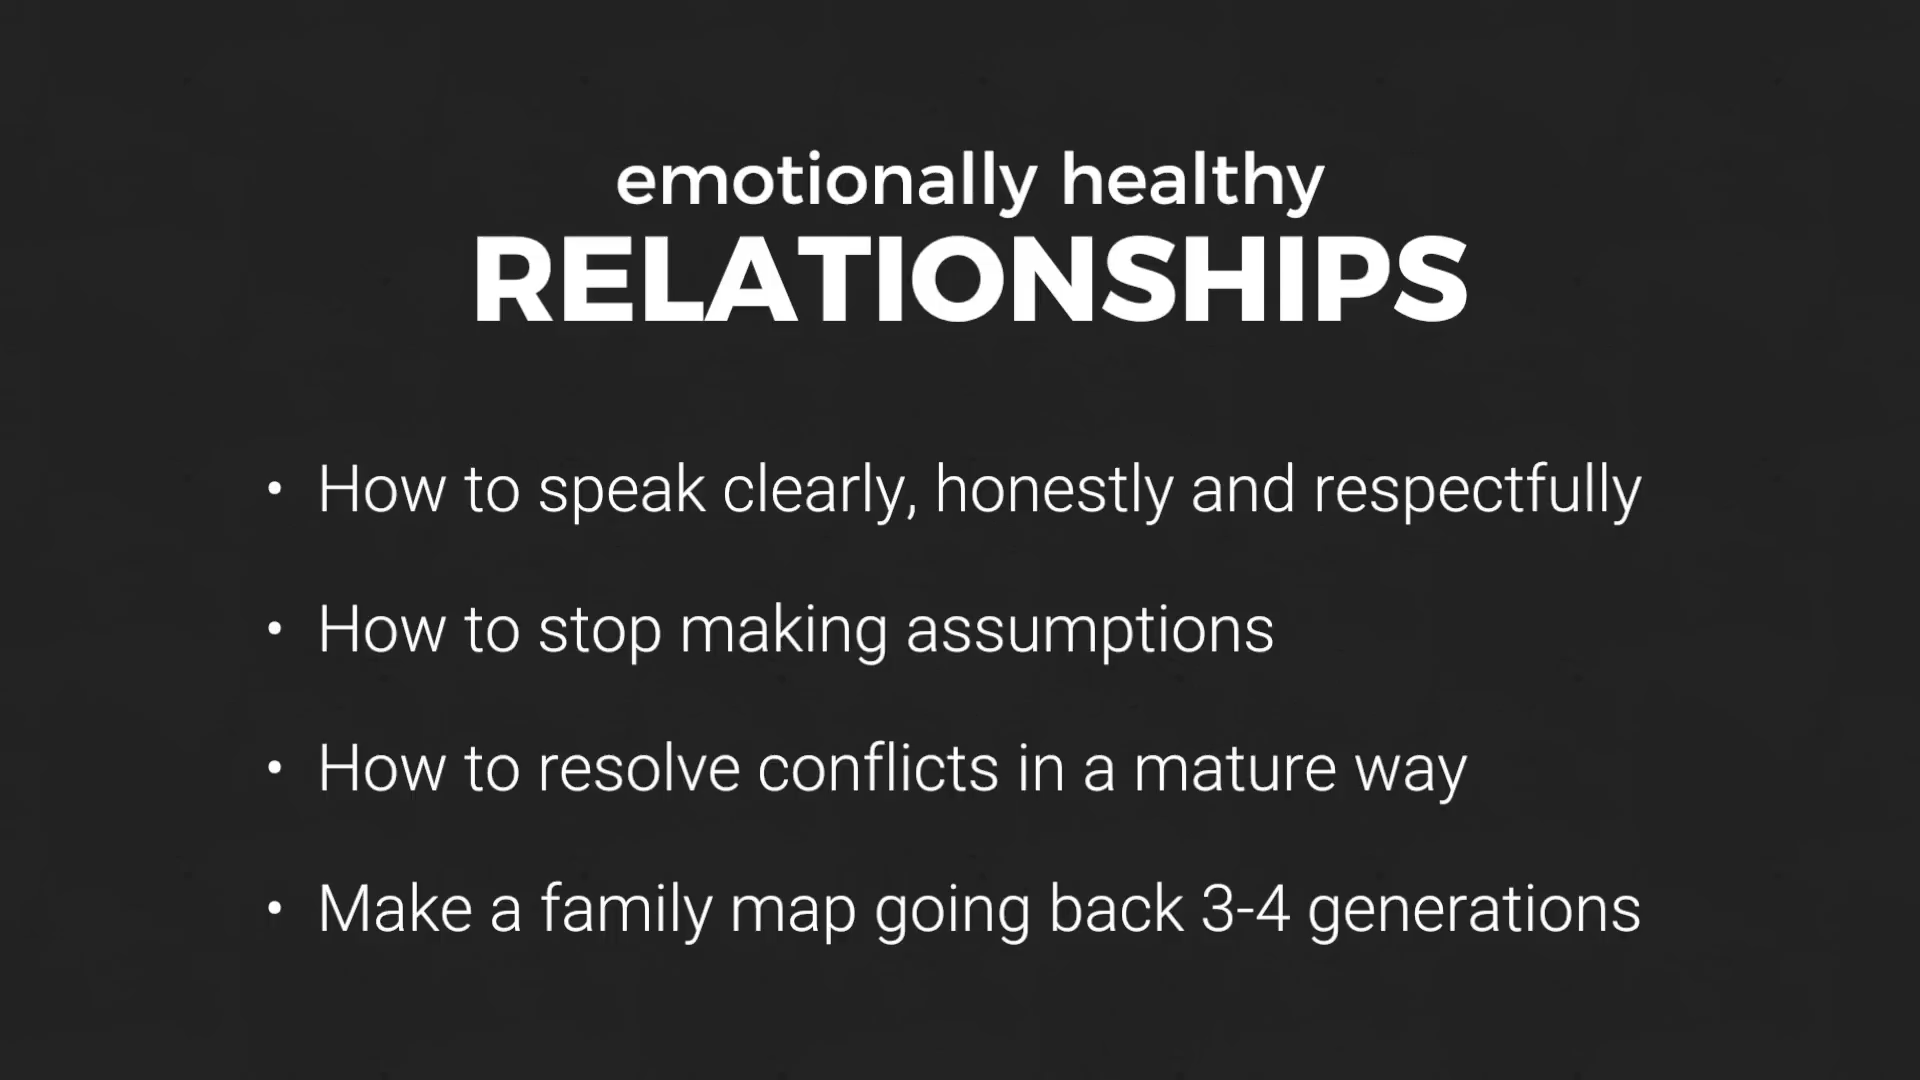 emotionally healthy
RELATIONSHIPS
• How to speak clearly, honestly and respectfully
• How to stop making assumptions
• How to resolve conflicts in a mature way
• Make a family map going back 3-4 generations